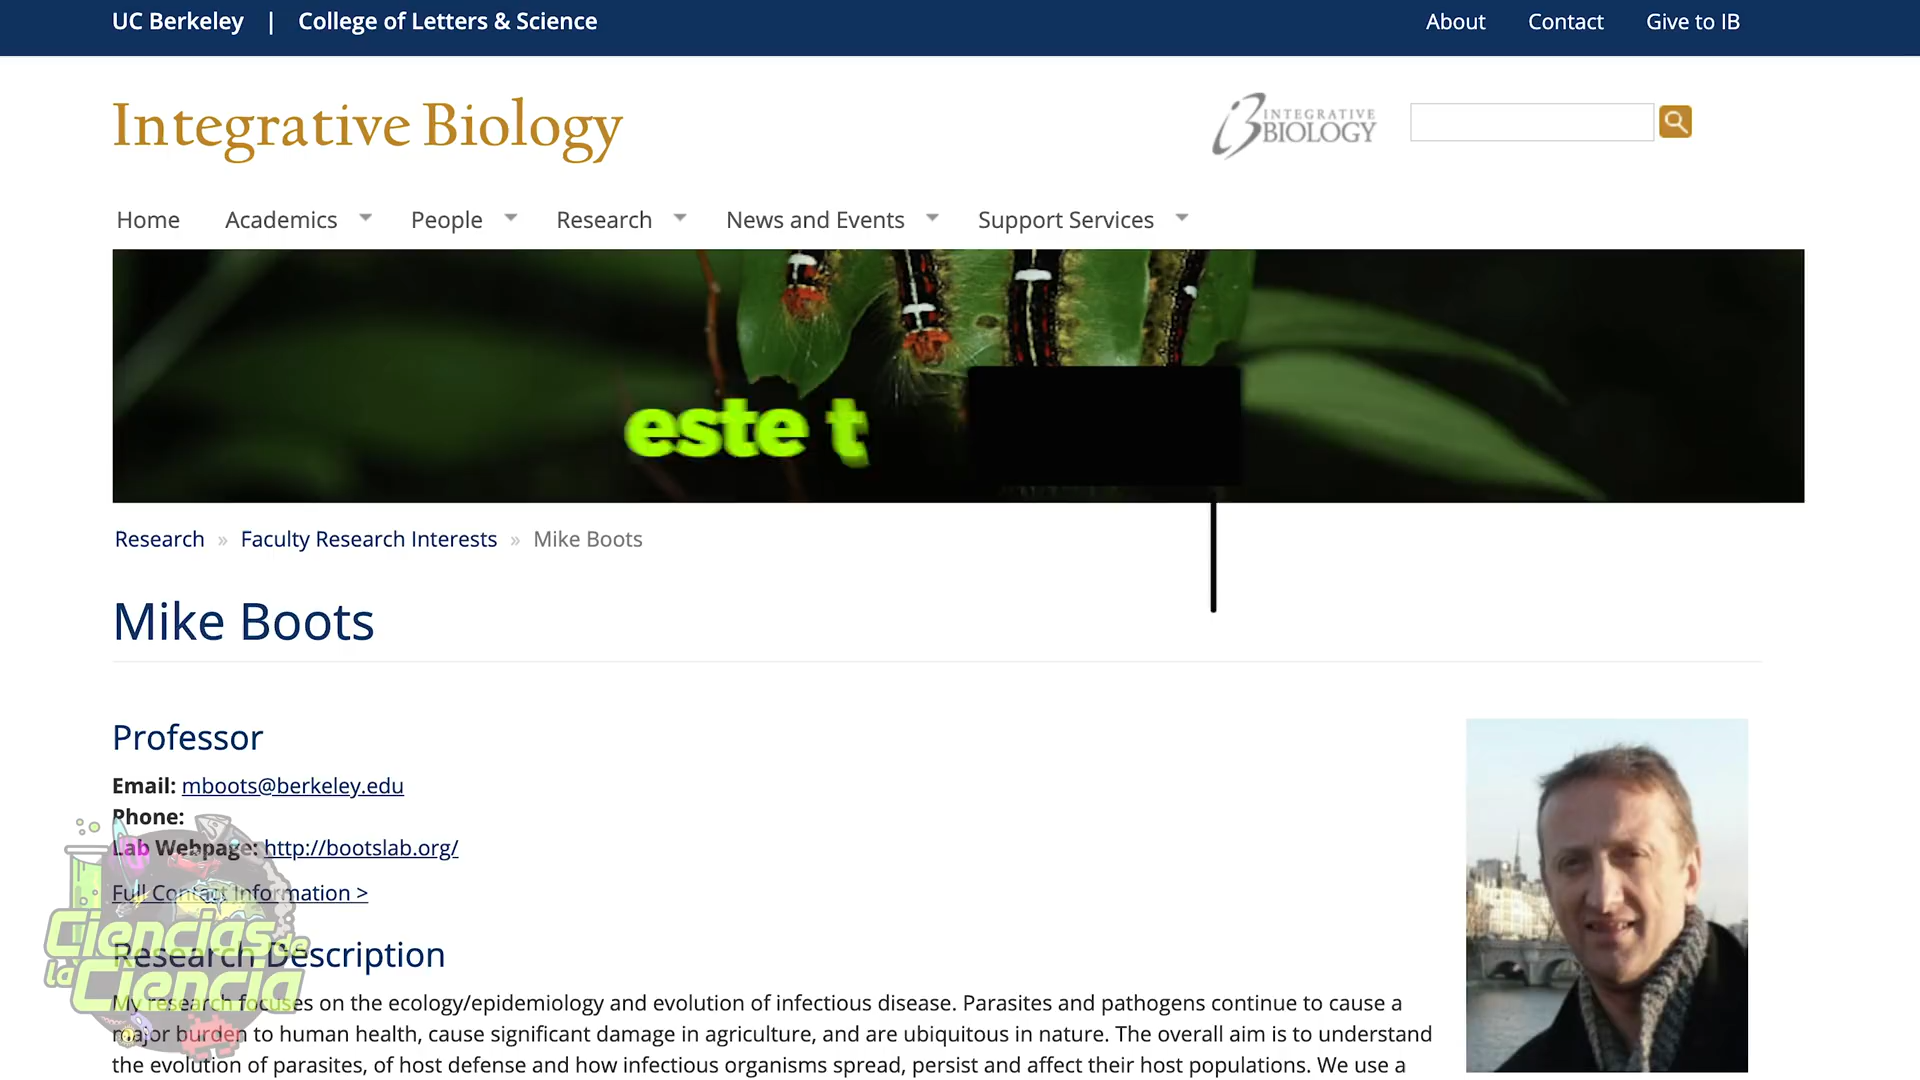 UC Berkeley | College of Letters & Science
About Contact Give to IB
Integrative Biology
INTEGRATIVE
BIOLOGY
Home Academics People Research News and Events Support Services
este t
Research » Faculty Research Interests » Mike Boots
Mike Boots
Professor
Email: mboots@berkeley.edu
Phone:
Lab Webpage: http://bootslab.org/
Full Contact Information >
Ciencias de
la Ciencia
Research Description
My research focuses on the ecology/epidemiology and evolution of infectious disease. Parasites and pathogens continue to cause a
major burden to human health, cause significant damage in agriculture, and are ubiquitous in nature. The overall aim is to understand
the evolution of parasites, of host defense and how infectious organisms spread, persist and affect their host populations. We use a